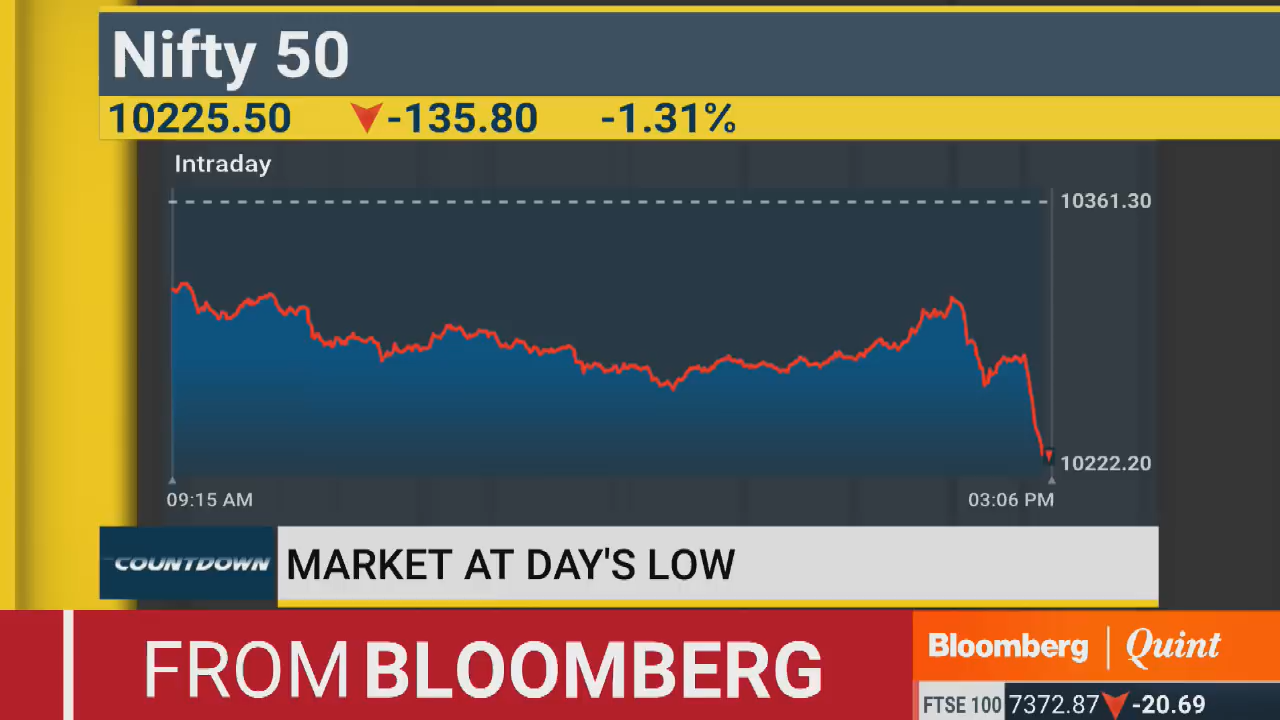 Nifty 50
10225.50 -135.80 -1.31%
Intraday
10361.30
10222.20
09:15 AM 03:06 PM
COUNTDOWN MARKET AT DAY'S LOW
FROM BLOOMBERG
Bloomberg | Quint
FTSE 100 7372.87 -20.69